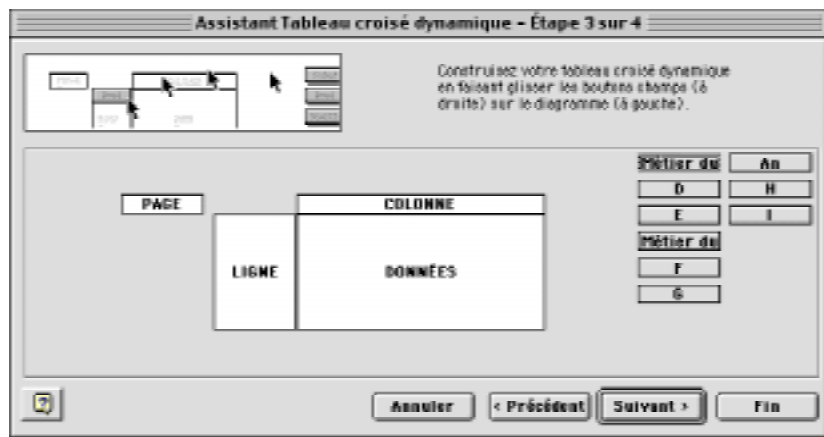 Assistant Tableau croisé dynamique - Étape 3 sur 4
Construisez votre tableau croisé dynamique
en faisant glisser les boutons champs (à
droite) sur le diagramme (à gauche).
Métier du An
D H
PAGE COLONNE
E I
Métier du
LIGNE DONNÉES
F
G
Annuler < Précédent Suivant > Fin